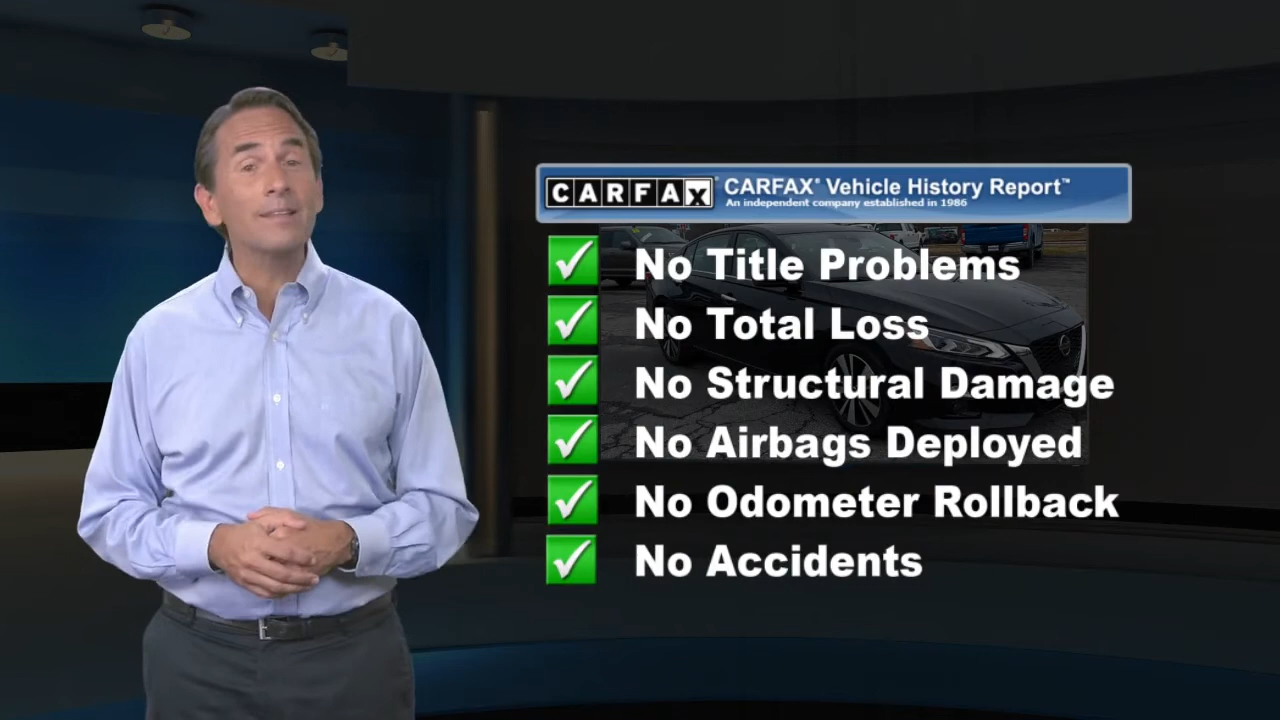 CARFAX® CARFAX® Vehicle History Report™
An independent company established in 1986
No Title Problems
No Total Loss
No Structural Damage
No Airbags Deployed
No Odometer Rollback
No Accidents